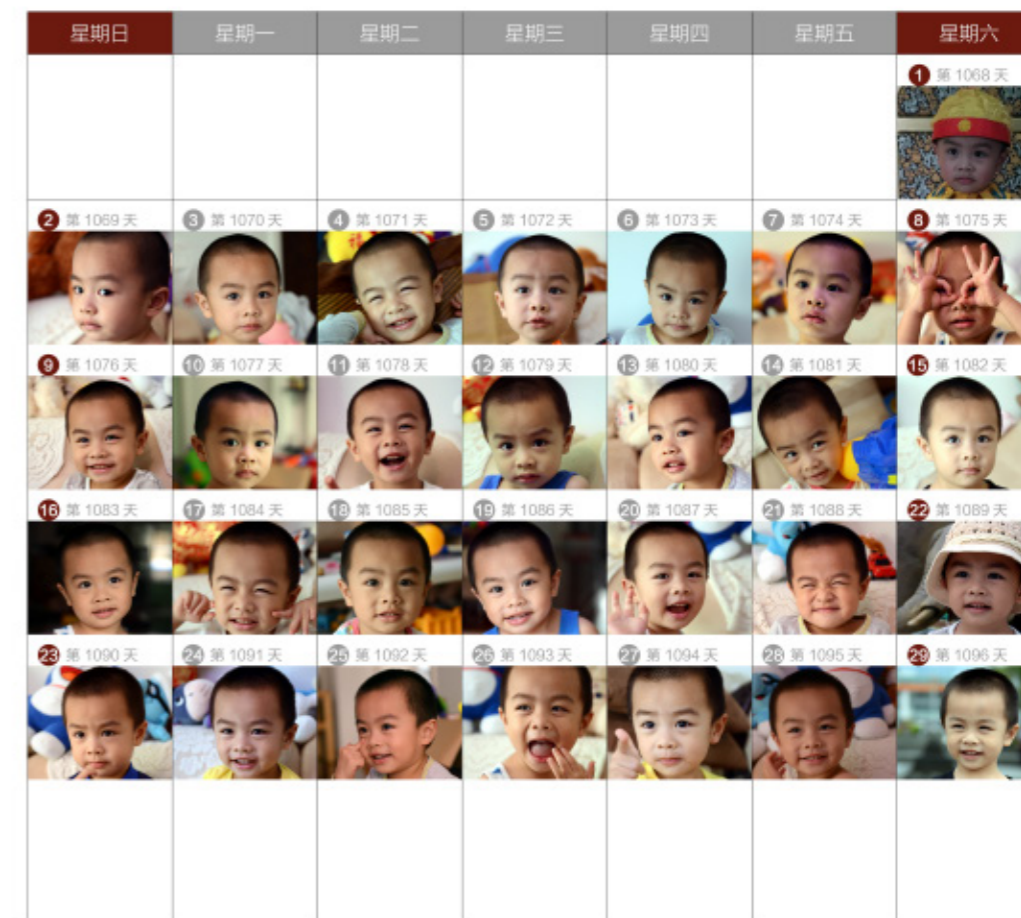 星期日 星期一 星期二 星期三 星期四 星期五 星期六
1 第 1068 天
2 第 1069 天 3 第 1070 天 4 第 1071 天 5 第 1072 天 6 第 1073 天 7 第 1074 天 8 第 1075 天
9 第 1076 天 10 第 1077 天 11 第 1078 天 12 第 1079 天 13 第 1080 天 14 第 1081 天 15 第 1082 天
16 第 1083 天 17 第 1084 天 18 第 1085 天 19 第 1086 天 20 第 1087 天 21 第 1088 天 22 第 1089 天
23 第 1090 天 24 第 1091 天 25 第 1092 天 26 第 1093 天 27 第 1094 天 28 第 1095 天 29 第 1096 天